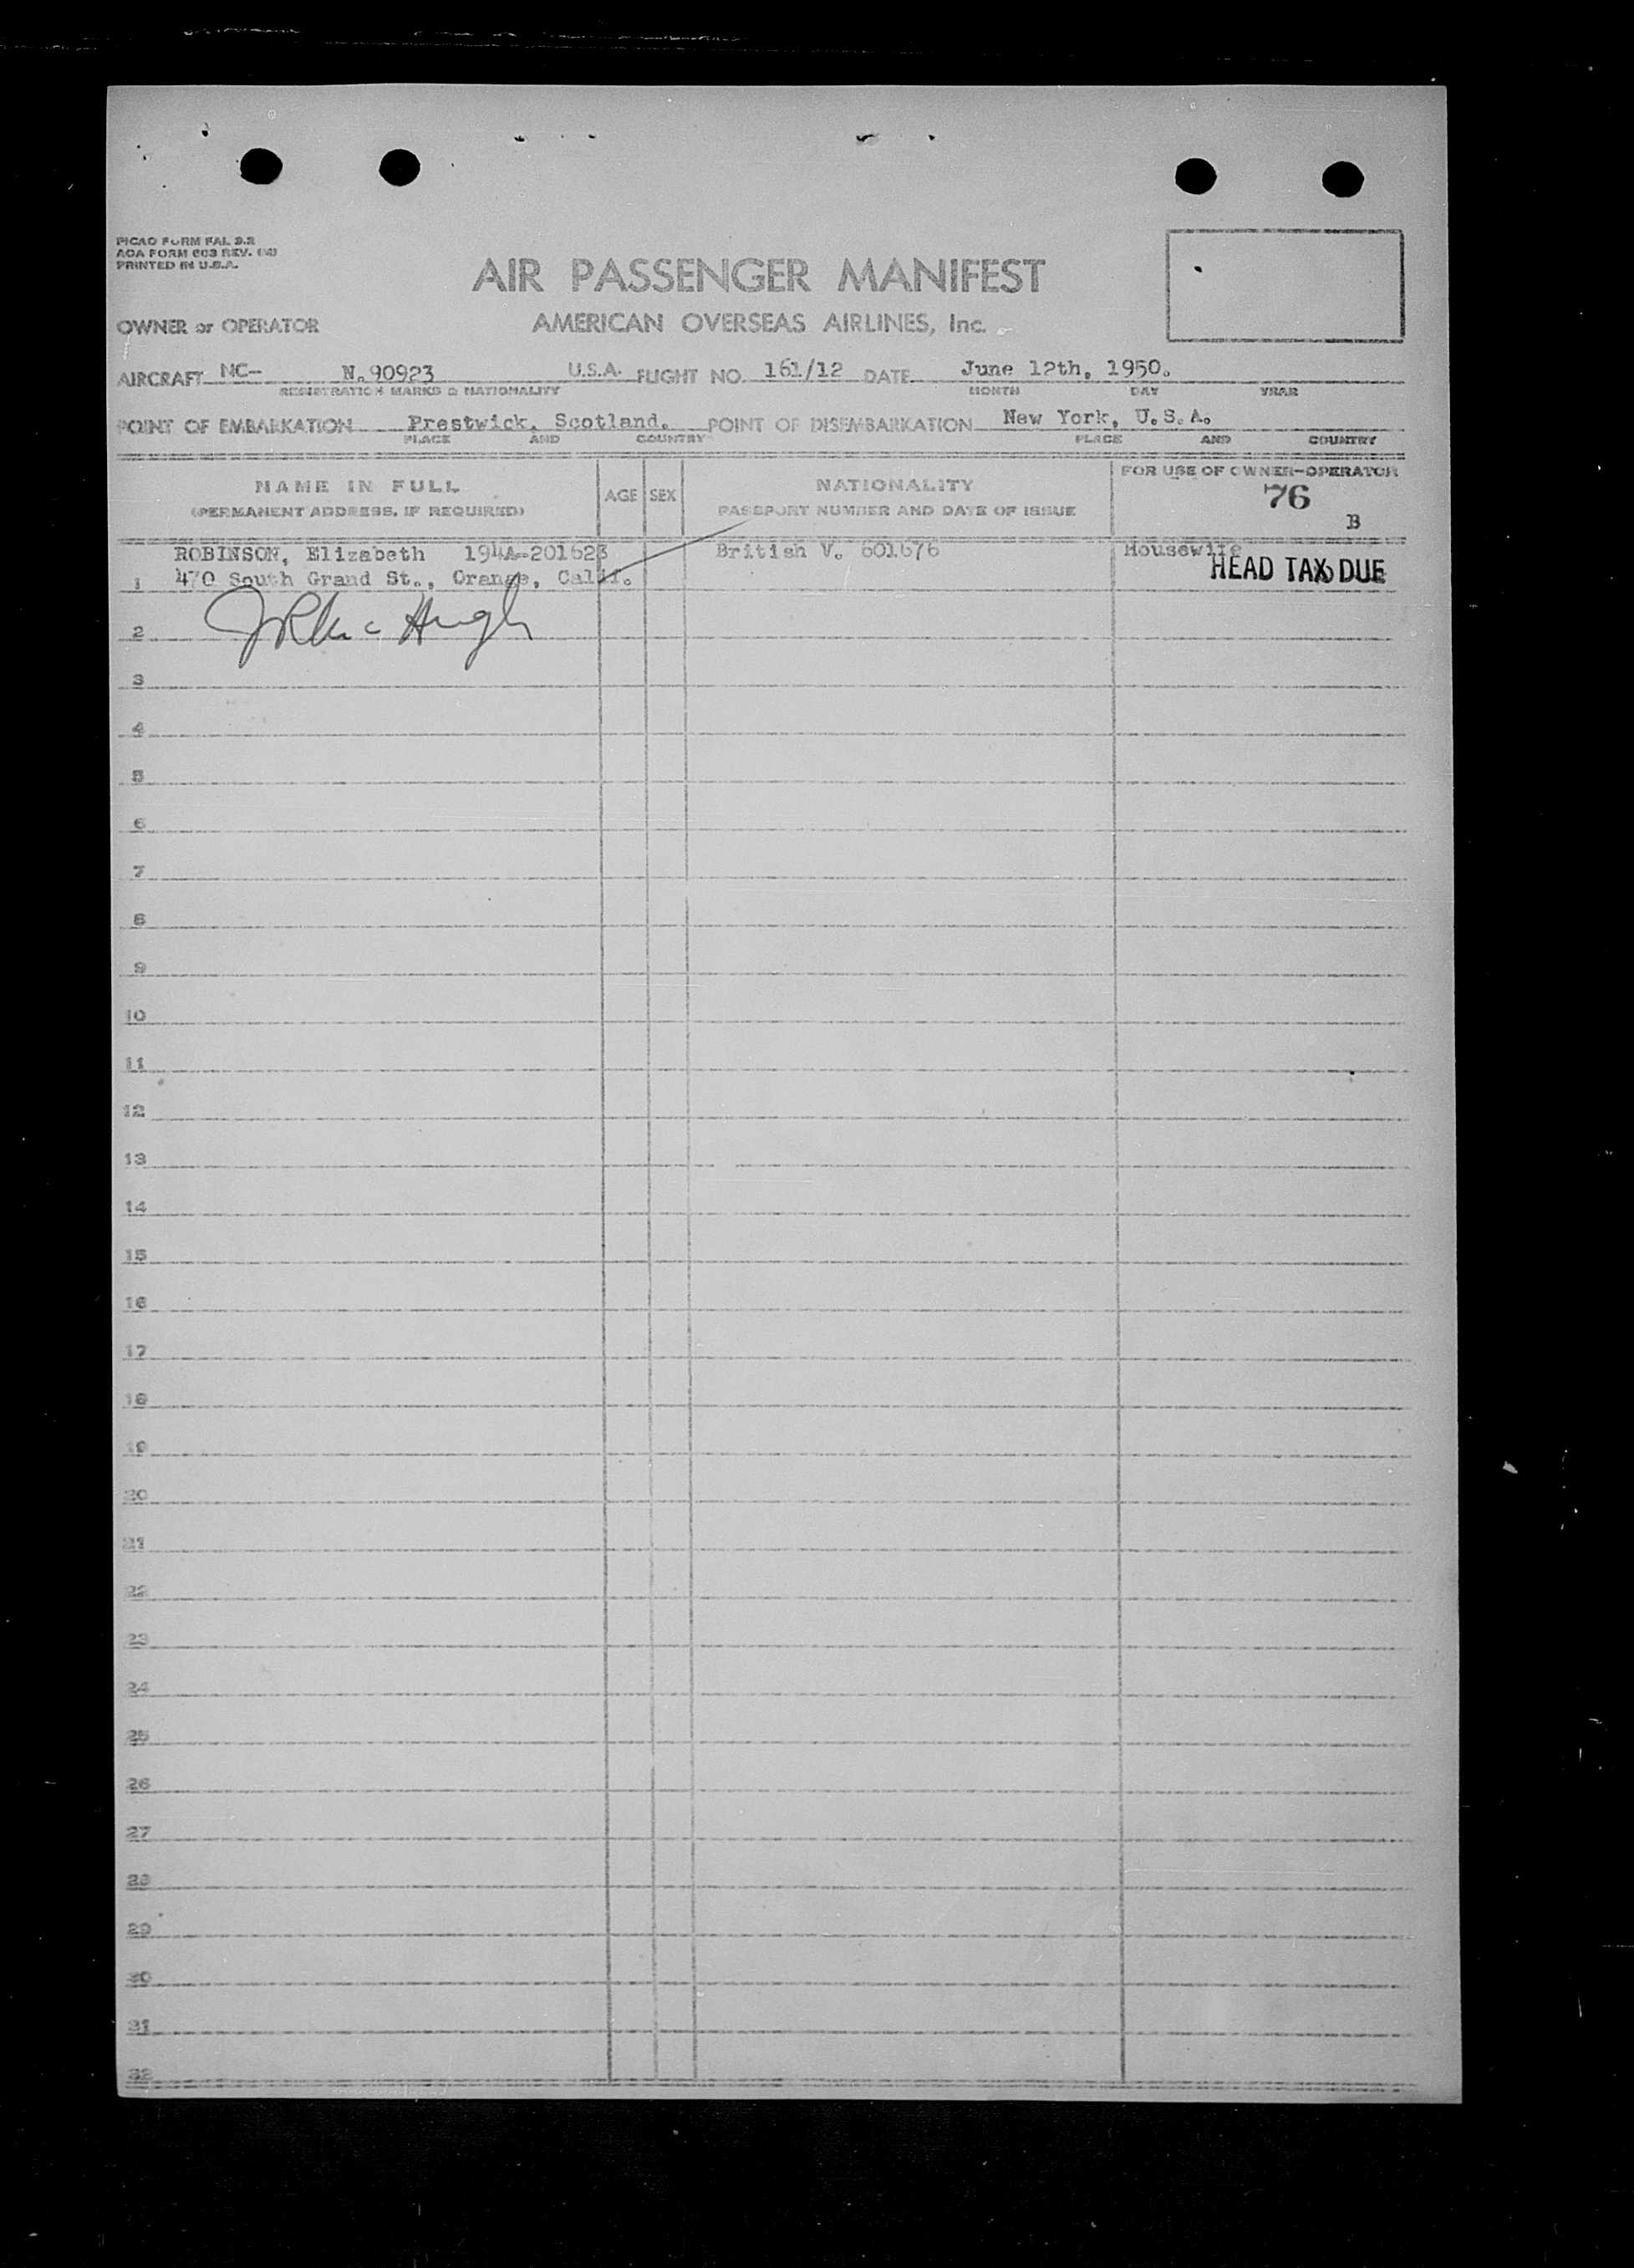 PICAO FORM FAL 2.2
AOA FORM 603 REV.
PRINTED IN U.S.A.
AIR PASSENGER MANIFEST
OWNER or OPERATOR AMERICAN OVERSEAS AIRLINES, Inc.
AIRCRAFT NC- N.90923 U.S.A. FLIGHT NO. 161/12 DATE June 12th, 1950.
REGISTRATION MARKS & NATIONALITY MONTH DAY YEAR
POINT OF EMBARKATION Prestwick, Scotland. POINT OF DISEMBARKATION New York, U.S.A.
PLACE AND COUNTRY PLACE AND COUNTRY
NAME IN FULL AGE SEX NATIONALITY FOR USE OF OWNER-OPERATOR
(PERMANENT ADDRESS, IF REQUIRED) PASSPORT NUMBER AND DATE OF ISSUE 76
B
ROBINSON, Elizabeth British V. 601676 Housewife
1 470 South Grand St., Orange, Calif. HEAD TAX DUE
2
3
4
5
6
7
8
9
10
11
12
13
14
15
16
17
18
19
20
21
22
23
24
25
26
27
28
29
30
31
32